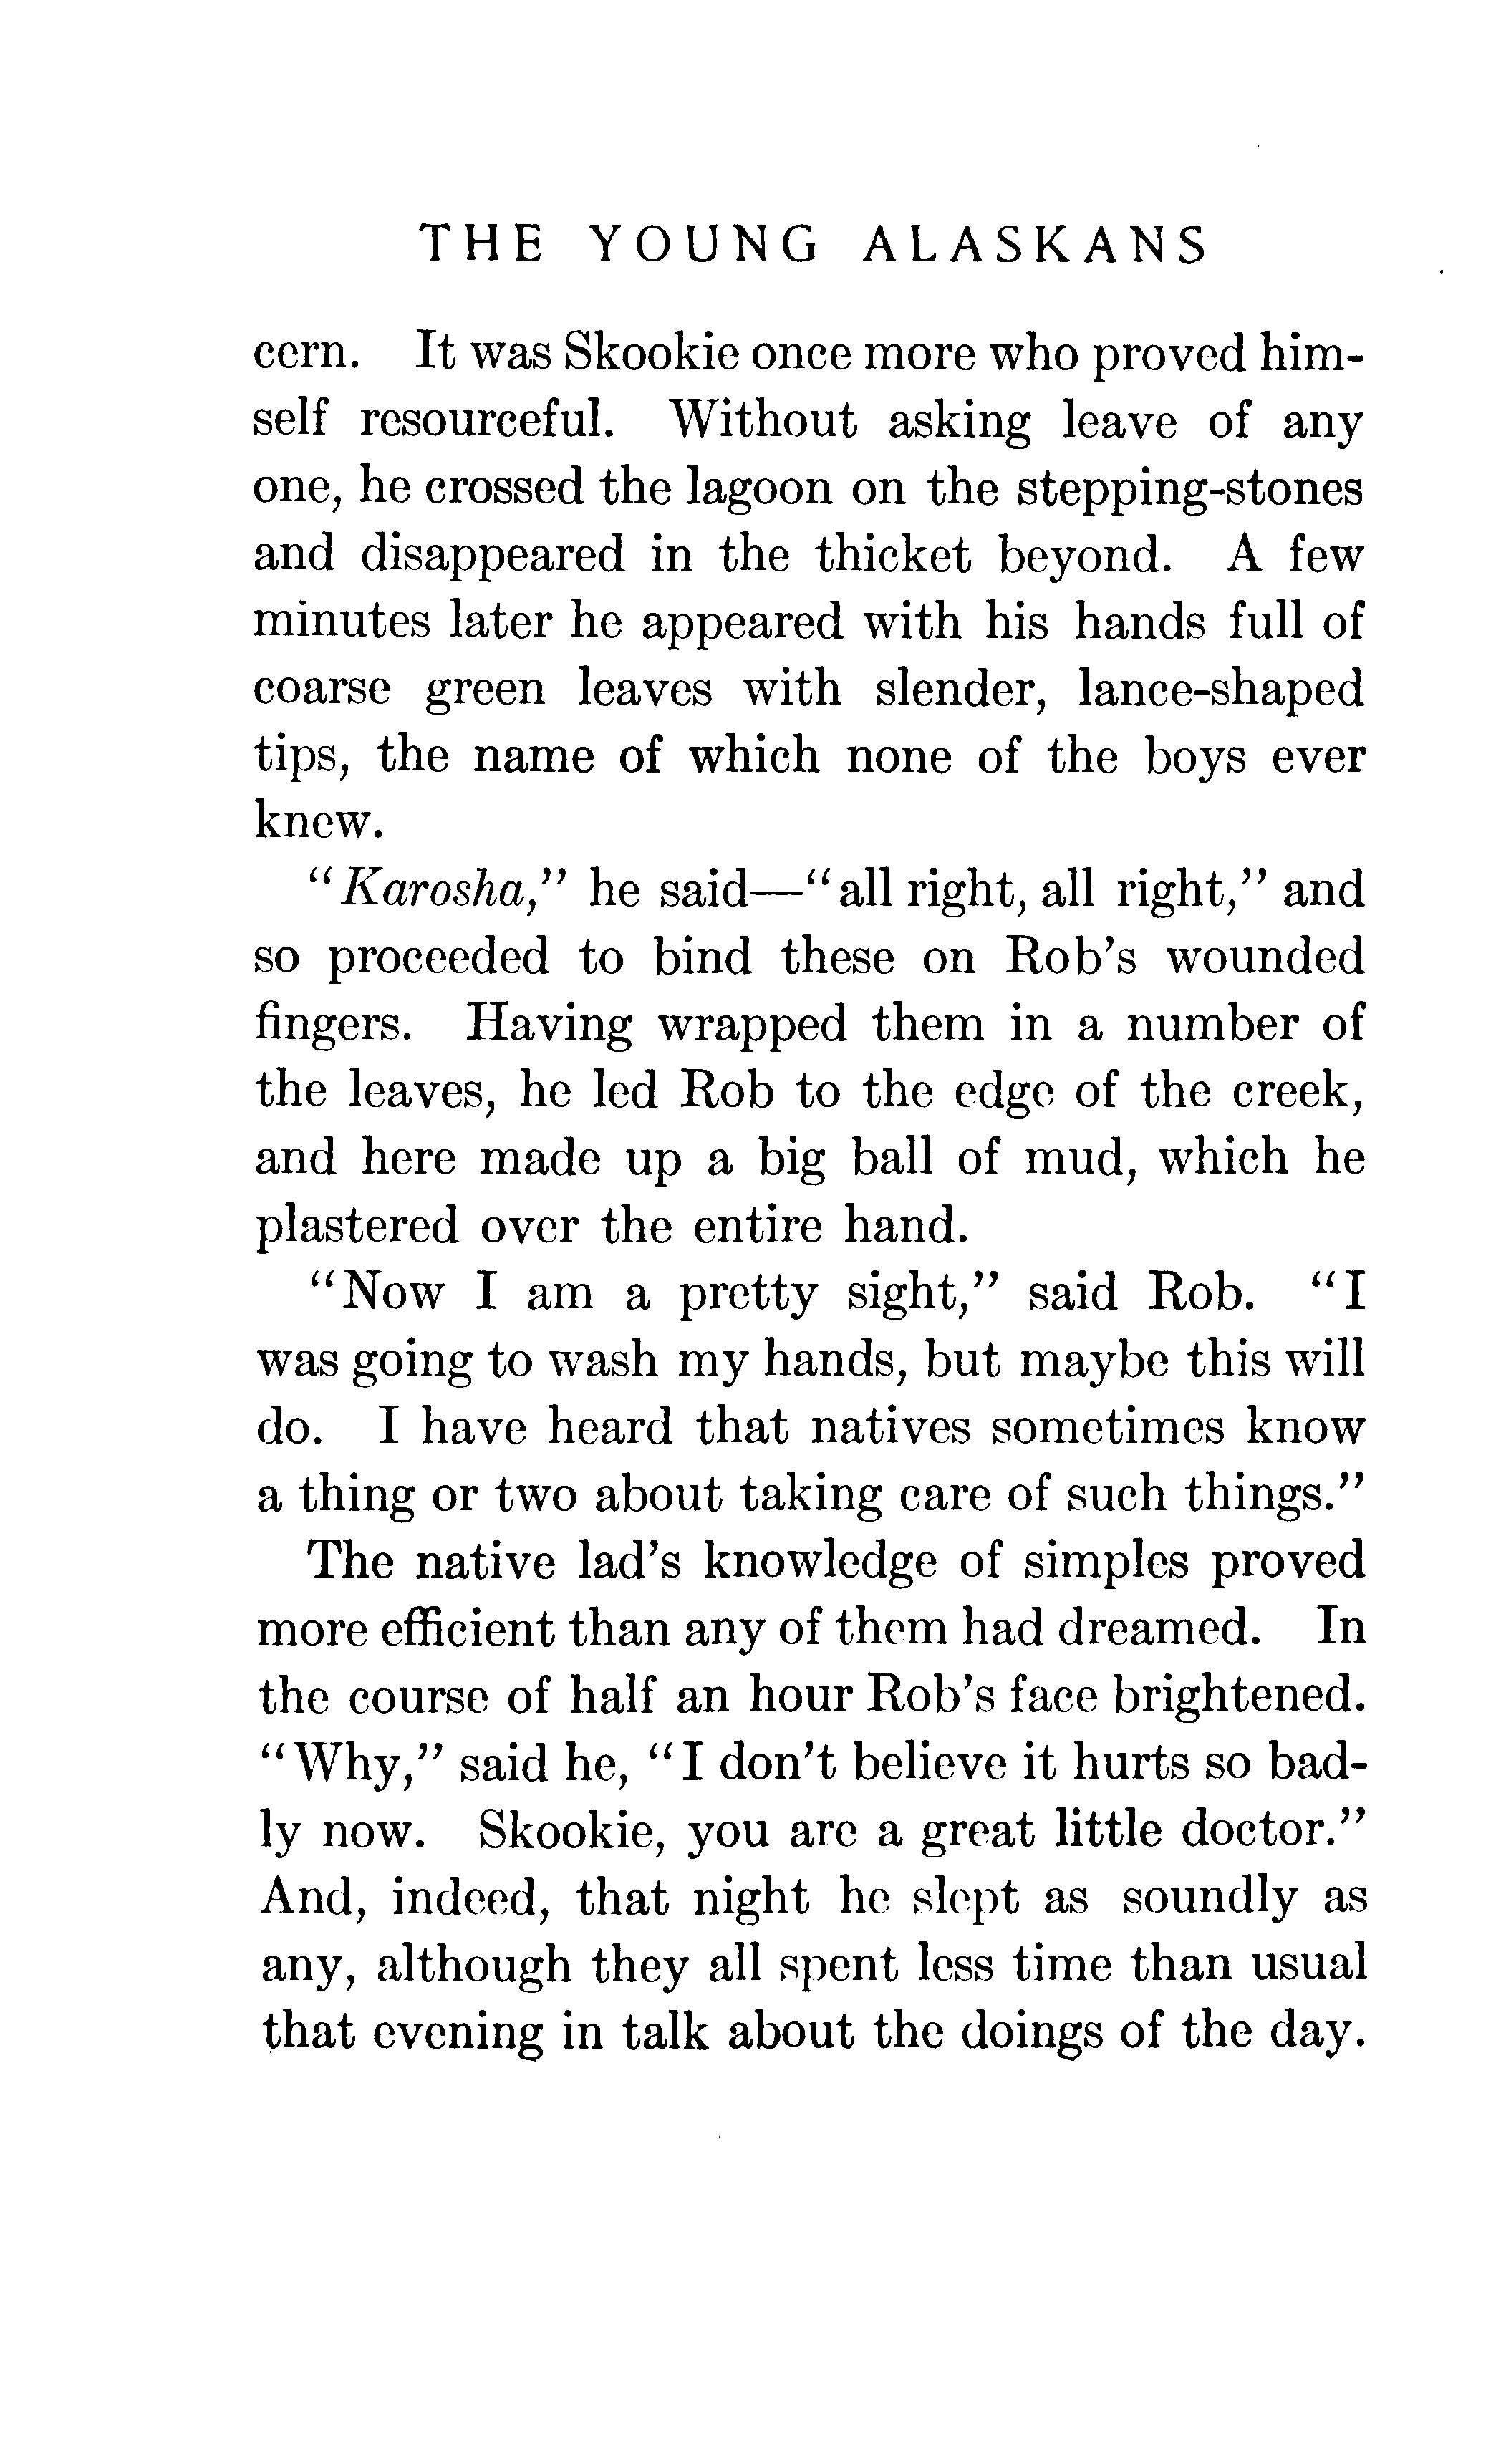 THE YOUNG ALASKANS
cern. It was Skookie once more who proved him-
self resourceful. Without asking leave of any
one, he crossed the lagoon on the stepping-stones
and disappeared in the thicket beyond. A few
minutes later he appeared with his hands full of
coarse green leaves with slender, lance-shaped
tips, the name of which none of the boys ever
knew.
"Karosha," he said—"all right, all right," and
so proceeded to bind these on Rob's wounded
fingers. Having wrapped them in a number of
the leaves, he led Rob to the edge of the creek,
and here made up a big ball of mud, which he
plastered over the entire hand.
"Now I am a pretty sight," said Rob. "I
was going to wash my hands, but maybe this will
do. I have heard that natives sometimes know
a thing or two about taking care of such things."
The native lad's knowledge of simples proved
more efficient than any of them had dreamed. In
the course of half an hour Rob's face brightened.
"Why," said he, "I don't believe it hurts so bad-
ly now. Skookie, you are a great little doctor."
And, indeed, that night he slept as soundly as
any, although they all spent less time than usual
that evening in talk about the doings of the day.